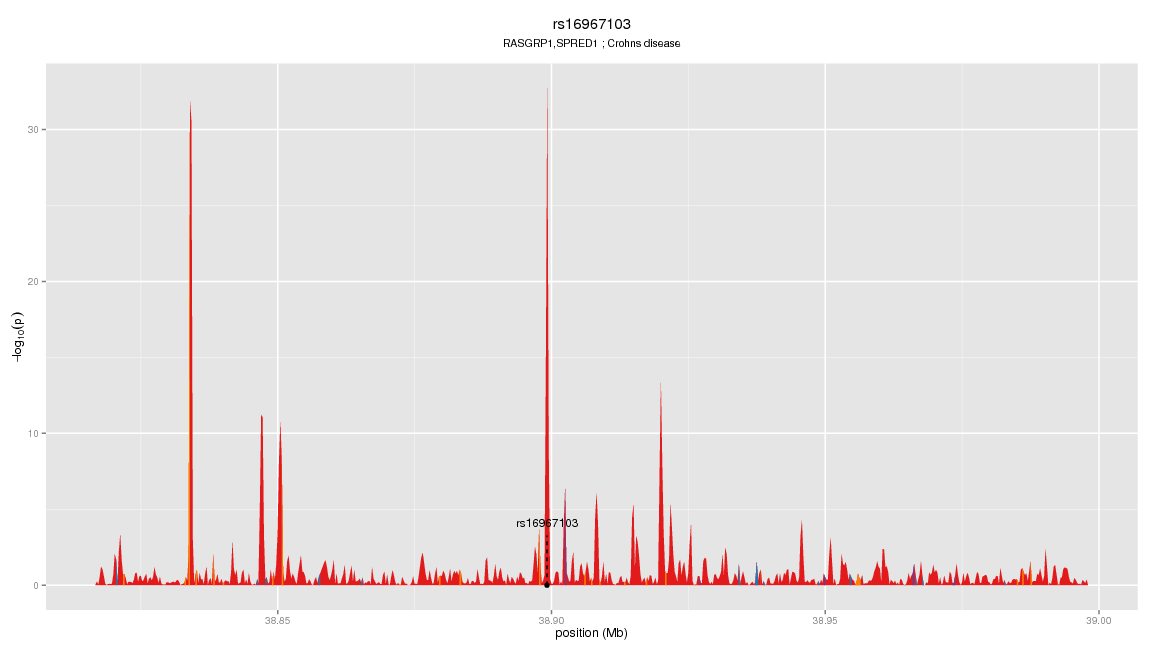 rs16967103
RASGRP1,SPRED1 ; Crohns disease
30
20
10
0
-log10(p)
rs16967103
38.85
38.90
38.95
39.00
position (Mb)